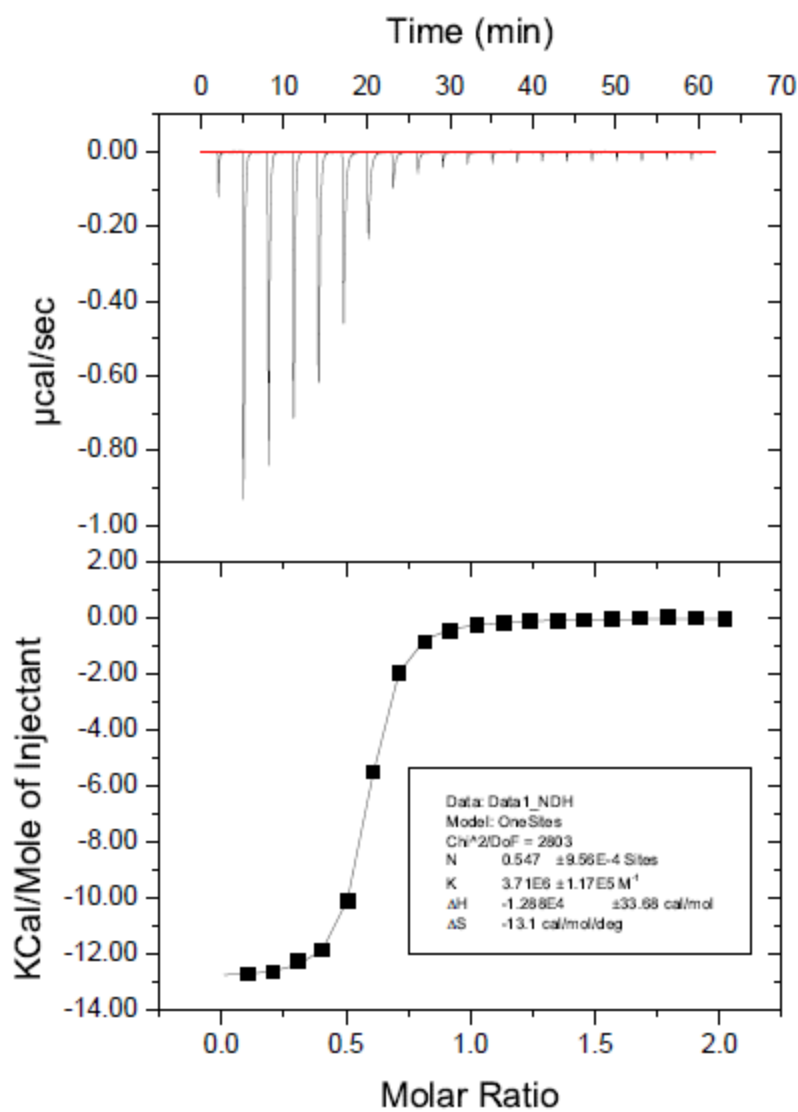 Time (min)
0 10 20 30 40 50 60 70
0.00
-0.20
-0.40
-0.60
-0.80
-1.00
µcal/sec
2.00
0.00
-2.00
-4.00
-6.00
-8.00
-10.00
-12.00
-14.00
KCal/Mole of Injectant
Data: Data1_NDH
Model: OneSites
Chi^2/DoF = 2803
N 0.547 ±9.56E-4 Sites
K 3.71E6 ±1.17E5 M⁻¹
ΔH -1.288E4 ±33.68 cal/mol
ΔS -13.1 cal/mol/deg
0.0 0.5 1.0 1.5 2.0
Molar Ratio